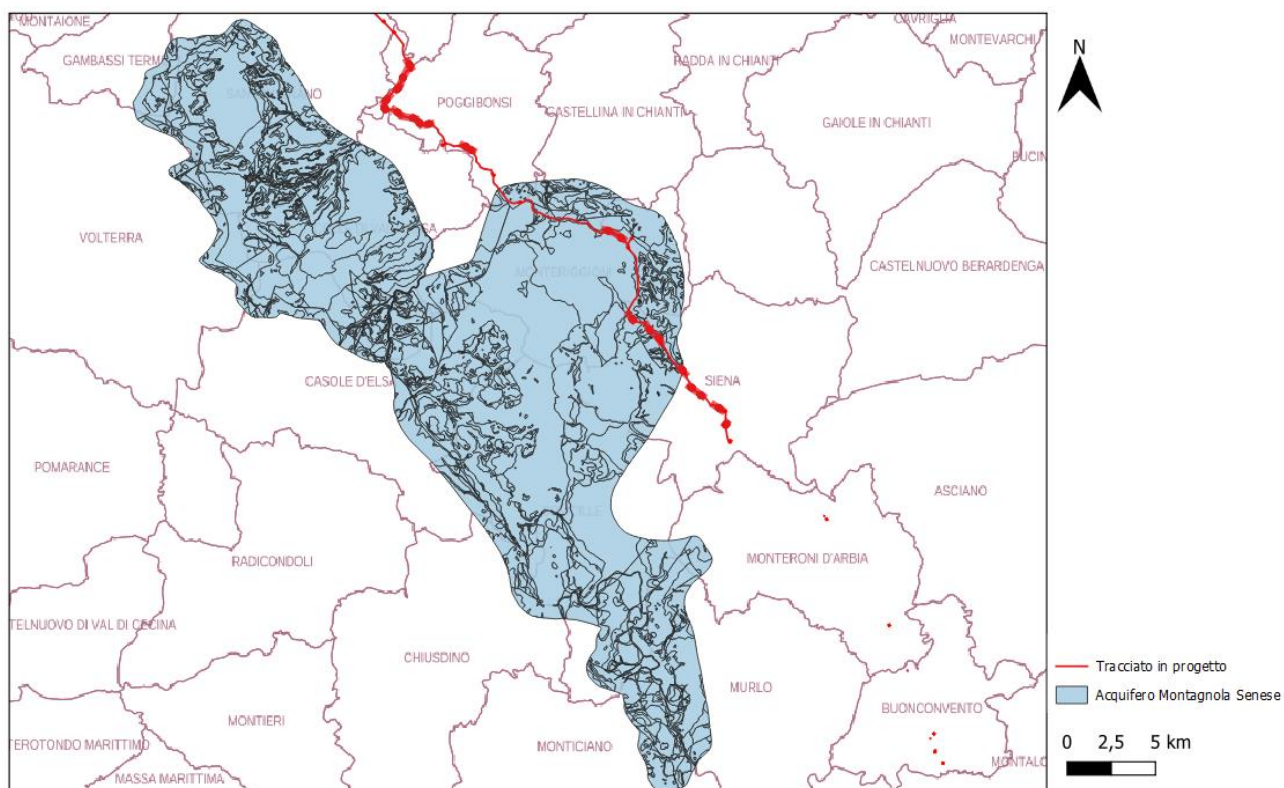 MONTAIONE
CAVRIGLIA
MONTEVARCHI
GAMBASSI TERM
RADDA IN CHIANTI
POGGIBONSI
CASTELLINA IN CHIANTI
GAIOLE IN CHIANTI
BUCIN
VOLTERRA
CASTELNUOVO BERARDENGA
MONTERIGGIONI
CASOLE D'ELSA
SIENA
POMARANCE
ASCIANO
RADICONDOLI
MONTERONI D'ARBIA
TELNUOVO DI VAL DI CECINA
CHIUSDINO
MURLO
BUONCONVENTO
MONTIERI
TEROTONDO MARITTIMO
MONTICIANO
MONTALC
MASSA MARITTIMA
N
Tracciato in progetto
Acquifero Montagnola Senese
0 2,5 5 km